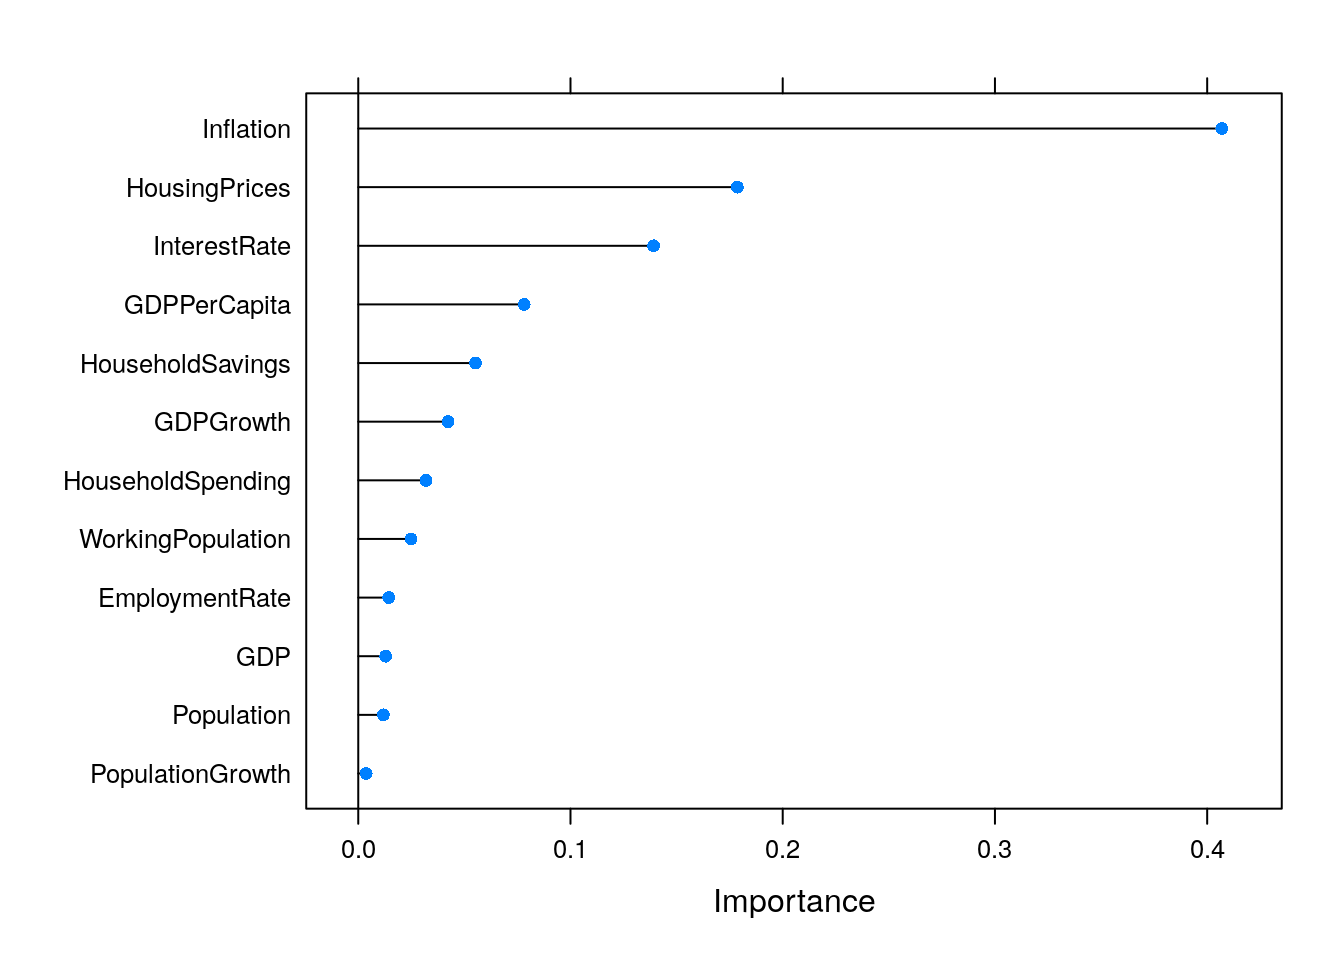 Inflation
HousingPrices
InterestRate
GDPPerCapita
HouseholdSavings
GDPGrowth
HouseholdSpending
WorkingPopulation
EmploymentRate
GDP
Population
PopulationGrowth
0.0 0.1 0.2 0.3 0.4
Importance